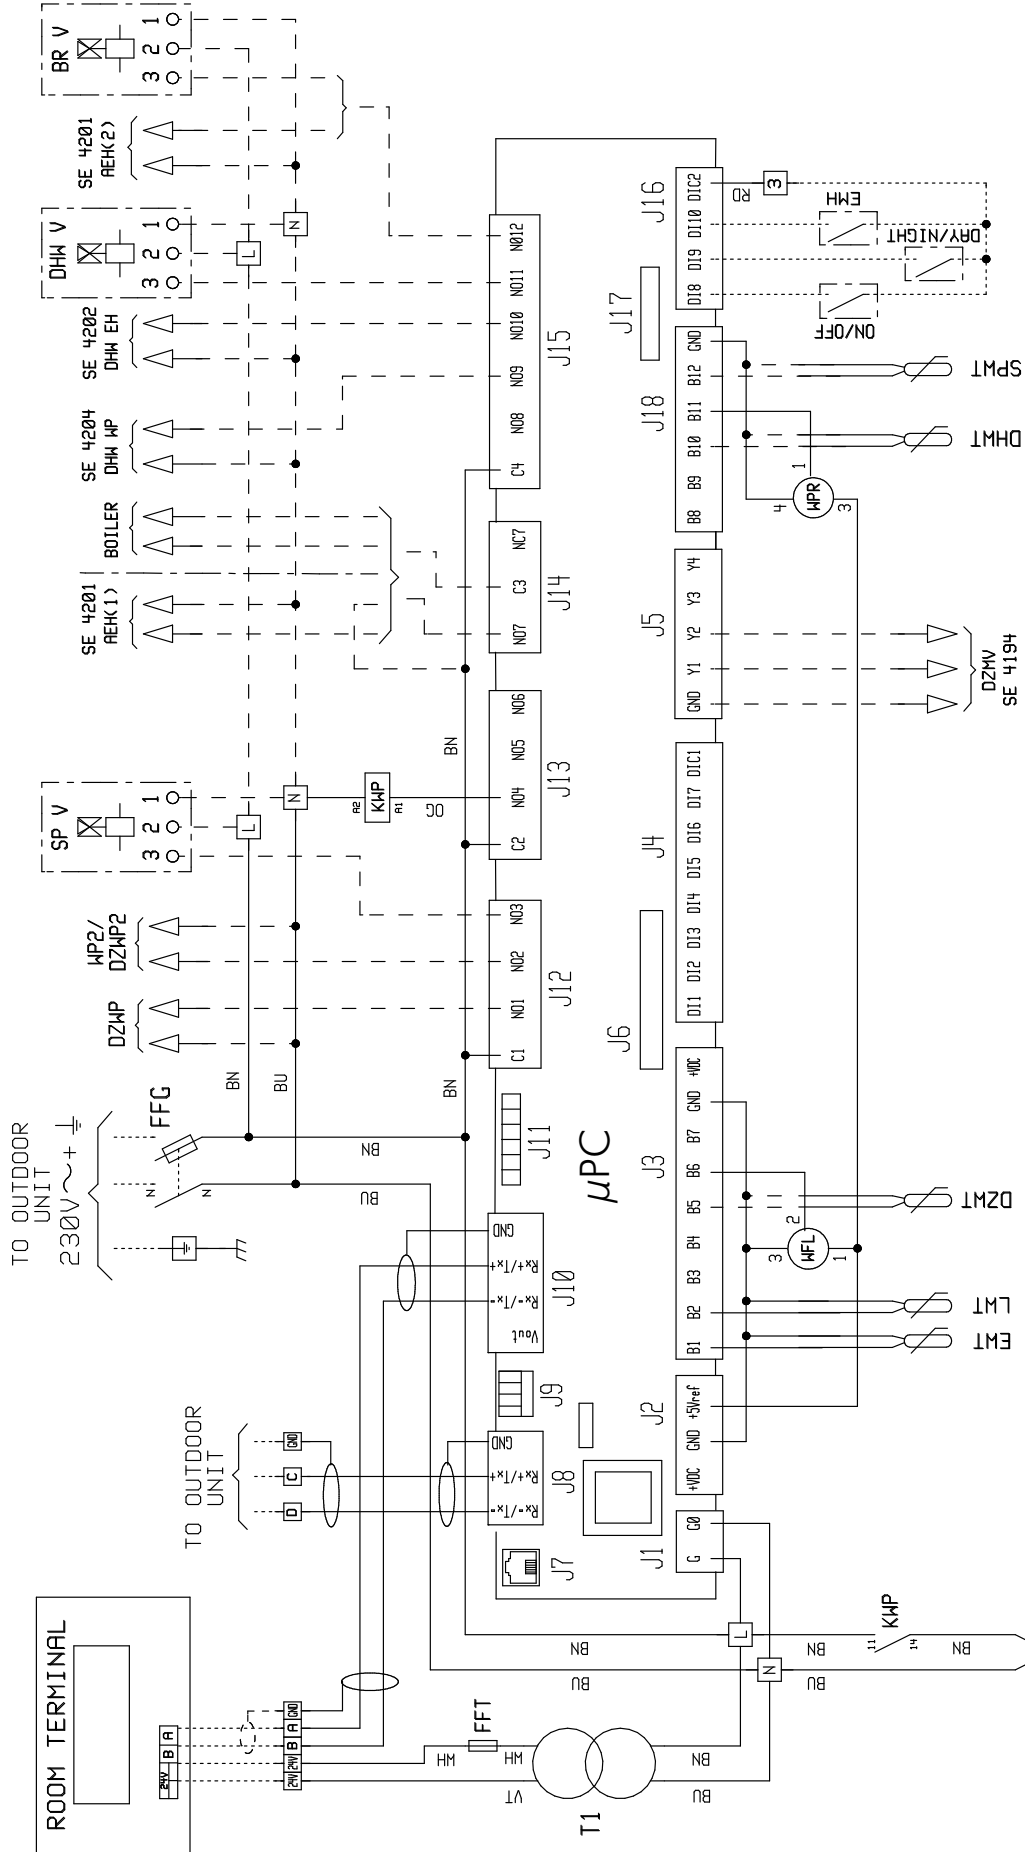 ROOM TERMINAL
24V B A
24V 24V B A GND
TO OUTDOOR
UNIT
D C GND
TO OUTDOOR
UNIT
230V～+
N
N
FFG
BN
BU
BN
BU
DZWP
WP2/
DZWP2
SP V
3 2 1
L
N
A2
KWP
A1
OG
BN
BN
SE 4201
AEH(1)
BOILER
SE 4204
DHW WP
SE 4202
DHW EH
DHW V
3 2 1
L
N
SE 4201
AEH(2)
BR V
3 2 1
VT
WH
WH
FFT
T1
BU
BN
BN
BU
L
N
BN
BU
11
KWP
14
BN
J7
Rx-/Tx- Rx+/Tx+ GND
J8
J9
Vout Rx-/Tx- Rx+/Tx+ GND
J10
J11
C1 NO1 NO2 NO3
J12
C2 NO4 NO5 NO6
J13
NO7 C3 NC7
J14
C4 NO8 NO9 NO10 NO11 NO12
J15
µPC
J1
G G0
J2
+VDC GND +5Vref
J3
B1 B2 B3 B4 B5 B6 B7 GND +VDC
J6
J4
DI1 DI2 DI3 DI4 DI5 DI6 DI7 DIC1
J5
GND Y1 Y2 Y3 Y4
J18
B8 B9 B10 B11 B12 GND
J17
J16
DI8 DI9 DI10 DIC2
RD
3
EWT
LWT
3
WFL
2
1
DZWT
DZMV
SE 4194
4
WPR
1
3
DHWT
SPWT
ON/OFF
DAY/NIGHT
EMH